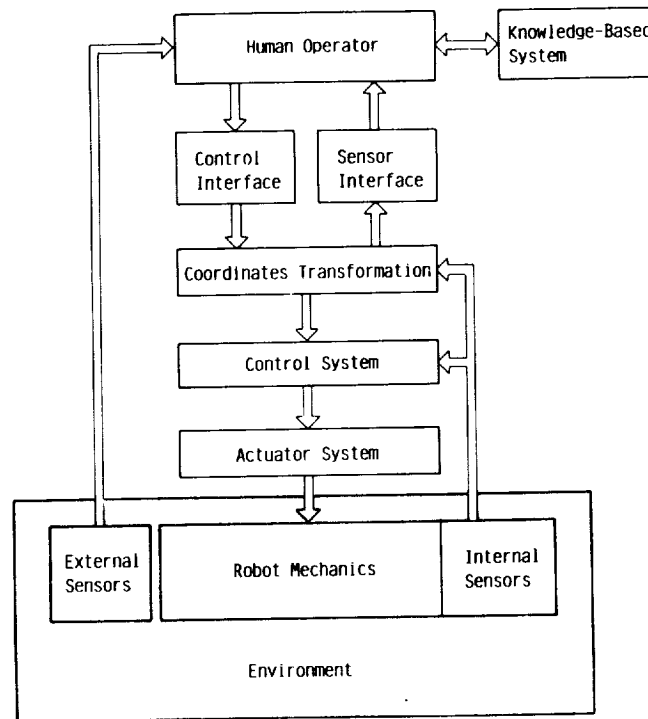 Human Operator
Knowledge-Based
System
Control
Interface
Sensor
Interface
Coordinates Transformation
Control System
Actuator System
External
Sensors
Robot Mechanics
Internal
Sensors
Environment